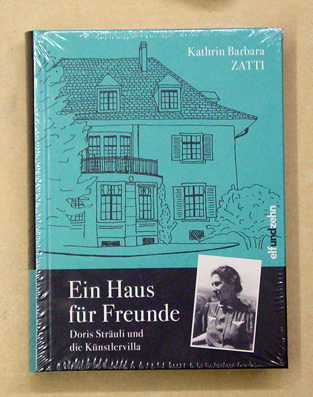 Kathrin Barbara
ZATTI
elfundzehn
Ein Haus
für Freunde
Doris Sträuli und
die Künstlervilla